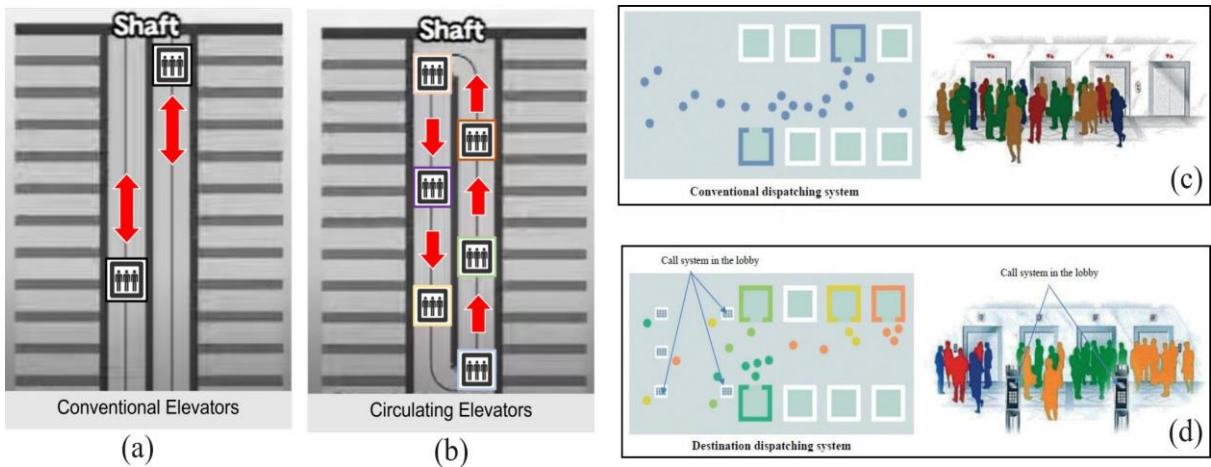 Shaft
Conventional Elevators
(a)
Shaft
Circulating Elevators
(b)
Conventional dispatching system
(c)
Call system in the lobby
Call system in the lobby
Destination dispatching system
(d)